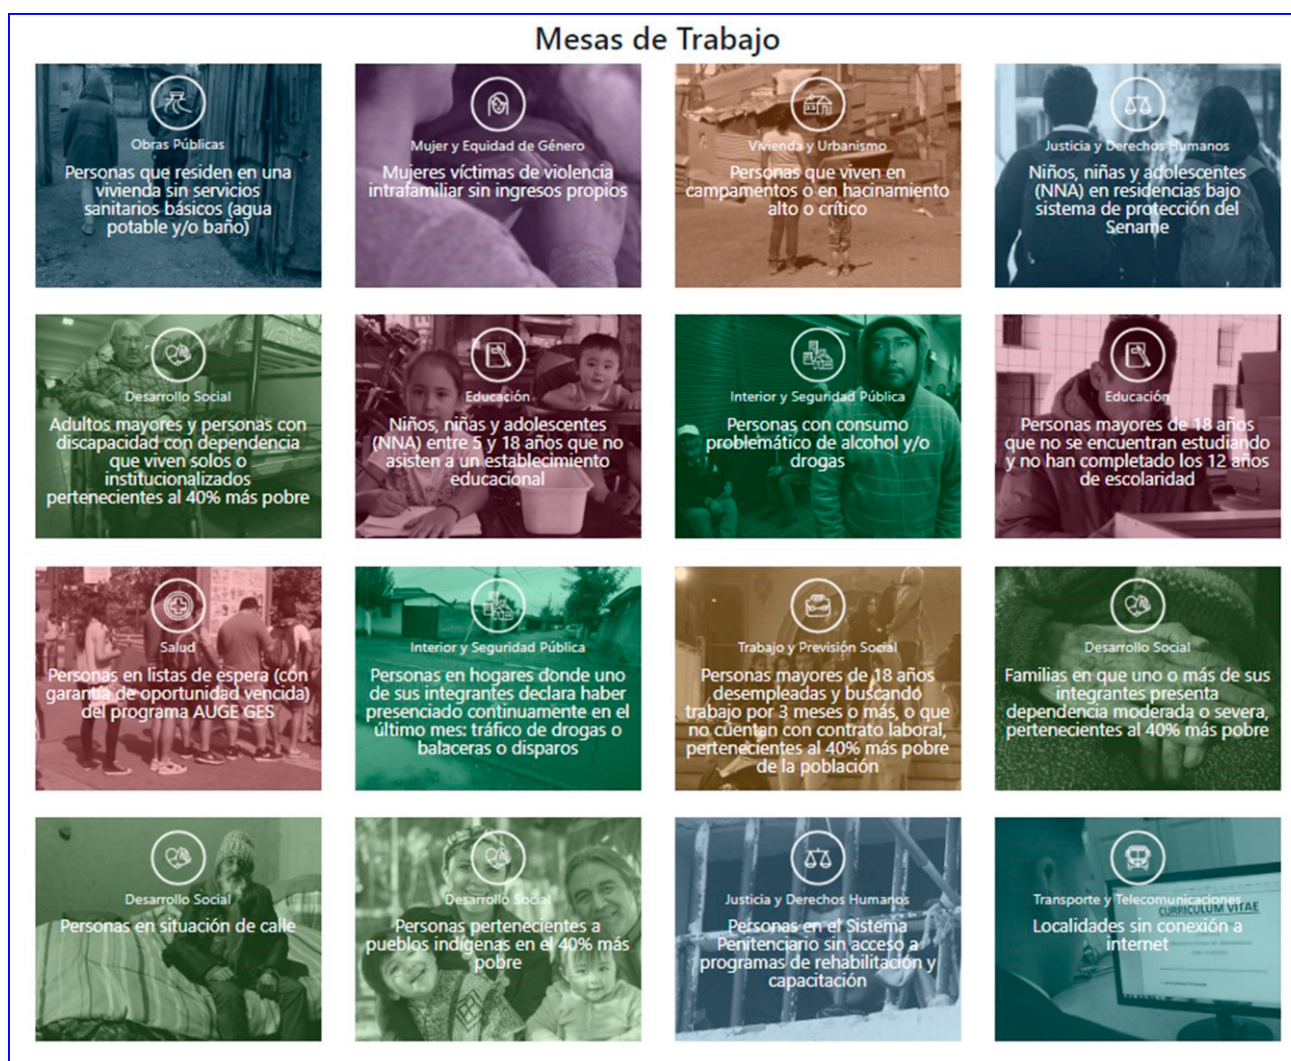 Mesas de Trabajo
Obras Públicas
Personas que residen en una
vivienda sin servicios
sanitarios básicos (agua
potable y/o baño)
Mujer y Equidad de Género
Mujeres víctimas de violencia
intrafamiliar sin ingresos propios
Vivienda y Urbanismo
Personas que viven en
campamentos o en hacinamiento
alto o crítico
Justicia y Derechos Humanos
Niños, niñas y adolescentes
(NNA) en residencias bajo
sistema de protección del
Sename
Desarrollo Social
Adultos mayores y personas con
discapacidad con dependencia
que viven solos o
institucionalizados
pertenecientes al 40% más pobre
Educación
Niños, niñas y adolescentes
(NNA) entre 5 y 18 años que no
asisten a un establecimiento
educacional
Interior y Seguridad Pública
Personas con consumo
problemático de alcohol y/o
drogas
Educación
Personas mayores de 18 años
que no se encuentran estudiando
y no han completado los 12 años
de escolaridad
Salud
Personas en listas de espera (con
garantía de oportunidad vencida)
del programa AUGE GES
Interior y Seguridad Pública
Personas en hogares donde uno
de sus integrantes declara haber
presenciado continuamente en el
último mes: tráfico de drogas o
balaceras o disparos
Trabajo y Previsión Social
Personas mayores de 18 años
desempleadas y buscando
trabajo por 3 meses o más, o que
no cuentan con contrato laboral,
pertenecientes al 40% más pobre
de la población
Desarrollo Social
Familias en que uno o más de sus
integrantes presenta
dependencia moderada o severa,
pertenecientes al 40% más pobre
Desarrollo Social
Personas en situación de calle
Desarrollo Social
Personas pertenecientes a
pueblos indígenas en el 40% más
pobre
Justicia y Derechos Humanos
Personas en el Sistema
Penitenciario sin acceso a
programas de rehabilitación y
capacitación
Transporte y Telecomunicaciones
CURRICULUM VITAE
Localidades sin conexión a
internet